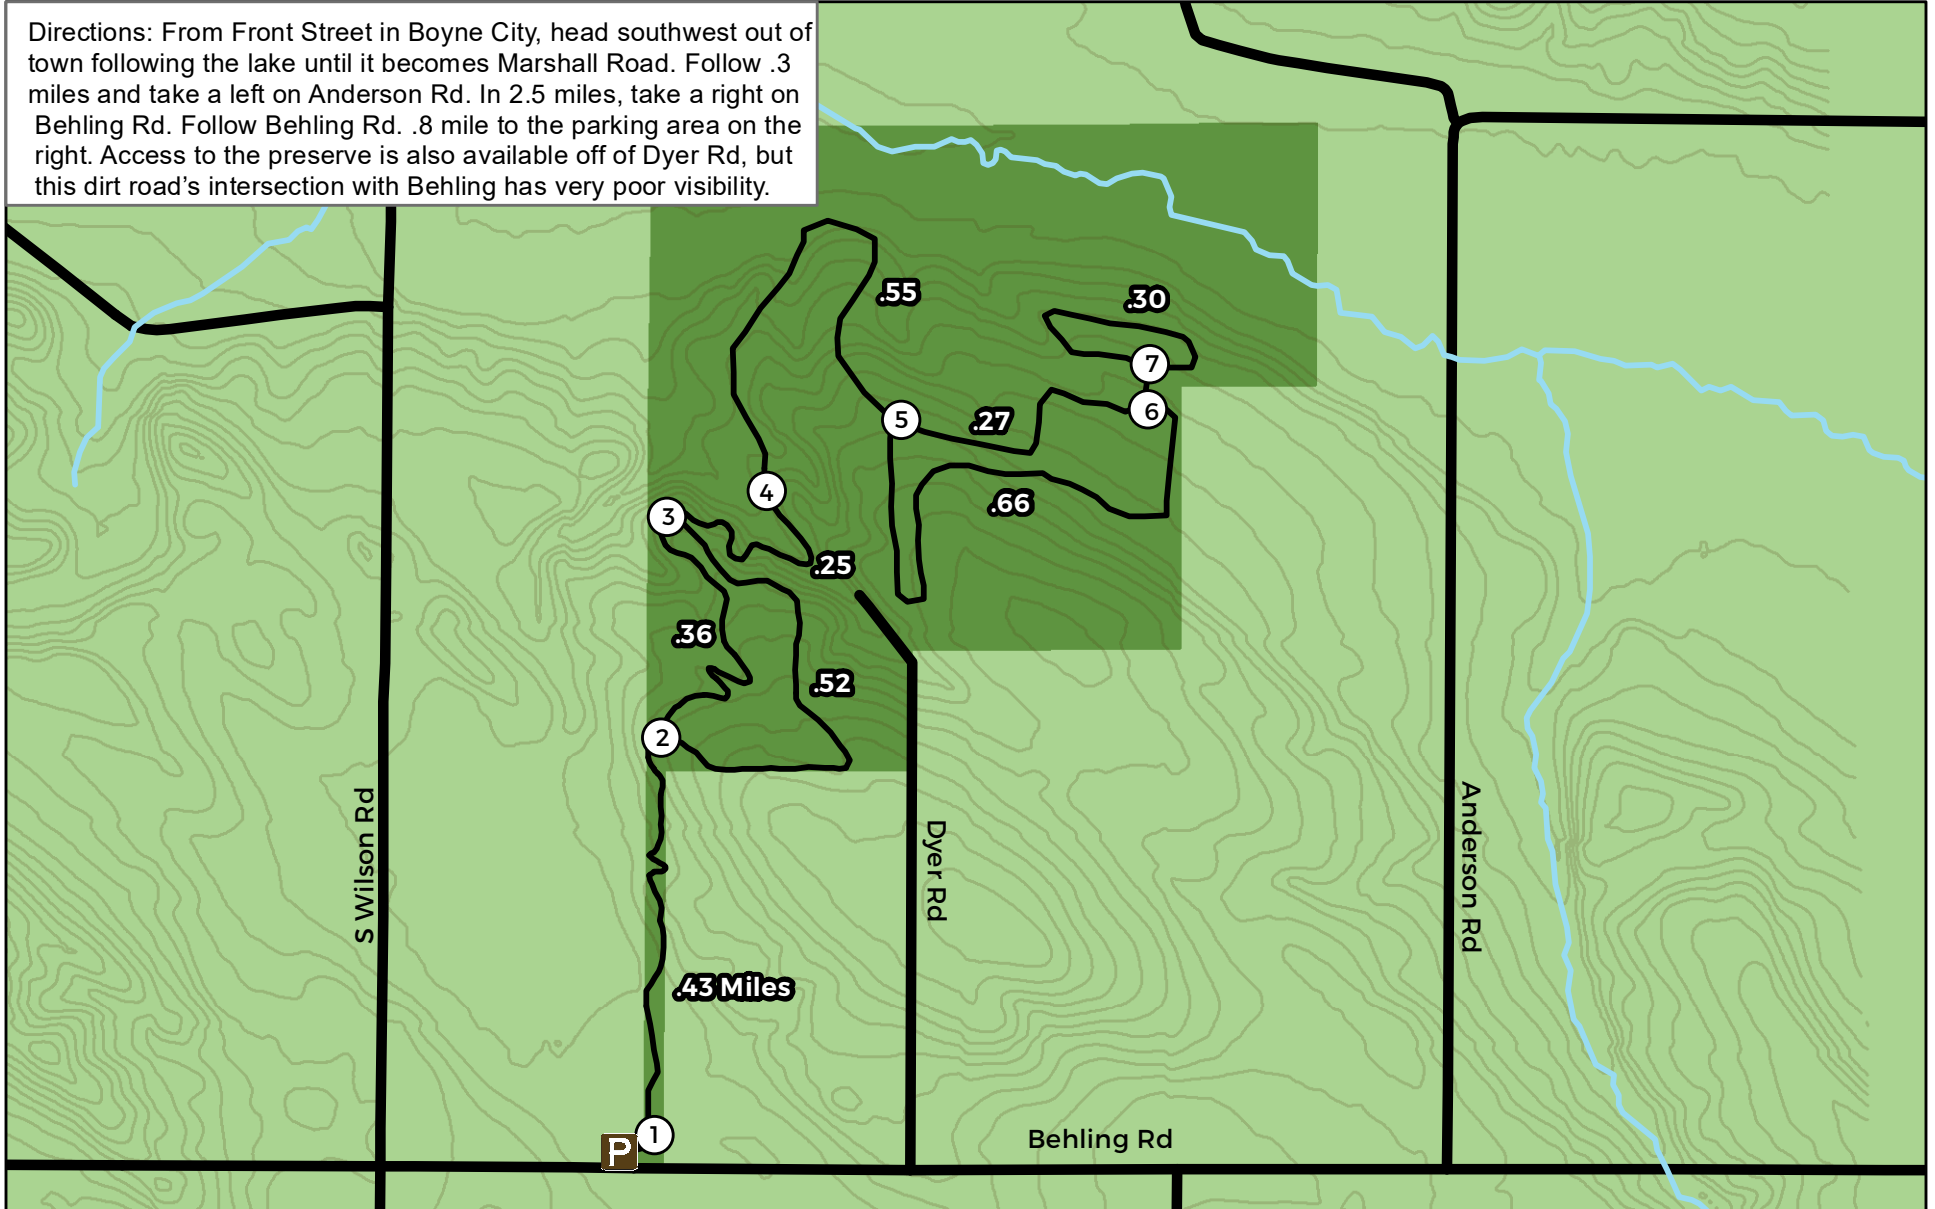 Directions: From Front Street in Boyne City, head southwest out of
town following the lake until it becomes Marshall Road. Follow .3
miles and take a left on Anderson Rd. In 2.5 miles, take a right on
Behling Rd. Follow Behling Rd. .8 mile to the parking area on the
right. Access to the preserve is also available off of Dyer Rd, but
this dirt road’s intersection with Behling has very poor visibility.
.55
.30
7
6
5
.27
4
.66
3
.25
.36
.52
2
S Wilson Rd
Dyer Rd
Anderson Rd
.43 Miles
1
P
Behling Rd